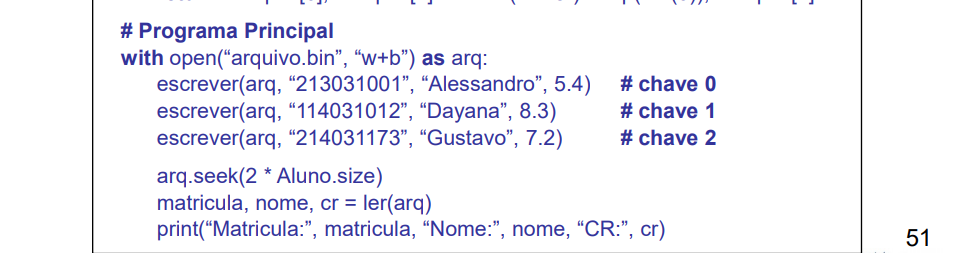 # Programa Principal
with open(“arquivo.bin”, “w+b”) as arq:
escrever(arq, “213031001”, “Alessandro”, 5.4) # chave 0
escrever(arq, “114031012”, “Dayana”, 8.3) # chave 1
escrever(arq, “214031173”, “Gustavo”, 7.2) # chave 2
arq.seek(2 * Aluno.size)
matricula, nome, cr = ler(arq)
print(“Matricula:”, matricula, “Nome:”, nome, “CR:”, cr)
51